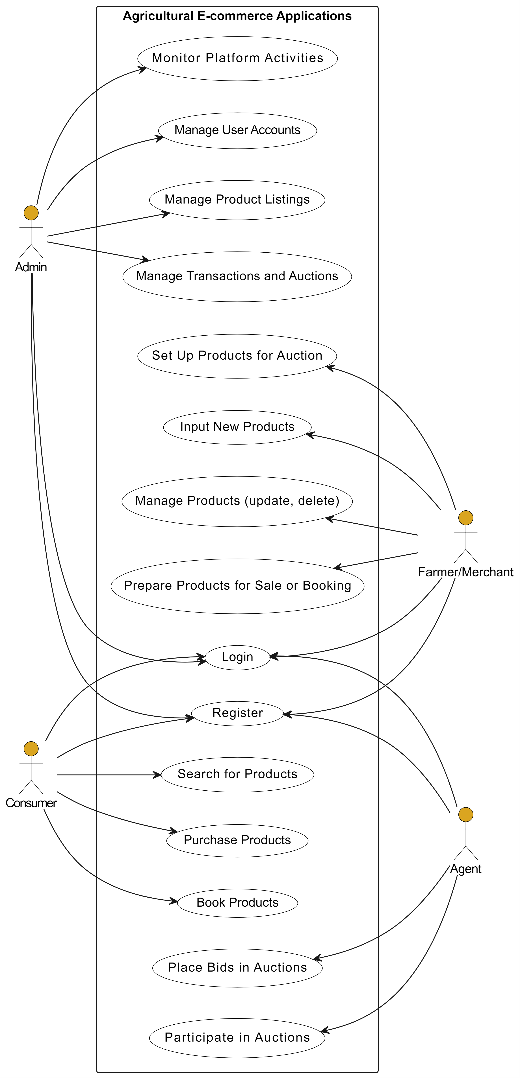 Agricultural E-commerce Applications
Monitor Platform Activities
Manage User Accounts
Manage Product Listings
Admin
Manage Transactions and Auctions
Set Up Products for Auction
Input New Products
Manage Products (update, delete)
Farmer/Merchant
Prepare Products for Sale or Booking
Login
Register
Search for Products
Consumer
Purchase Products
Agent
Book Products
Place Bids in Auctions
Participate in Auctions